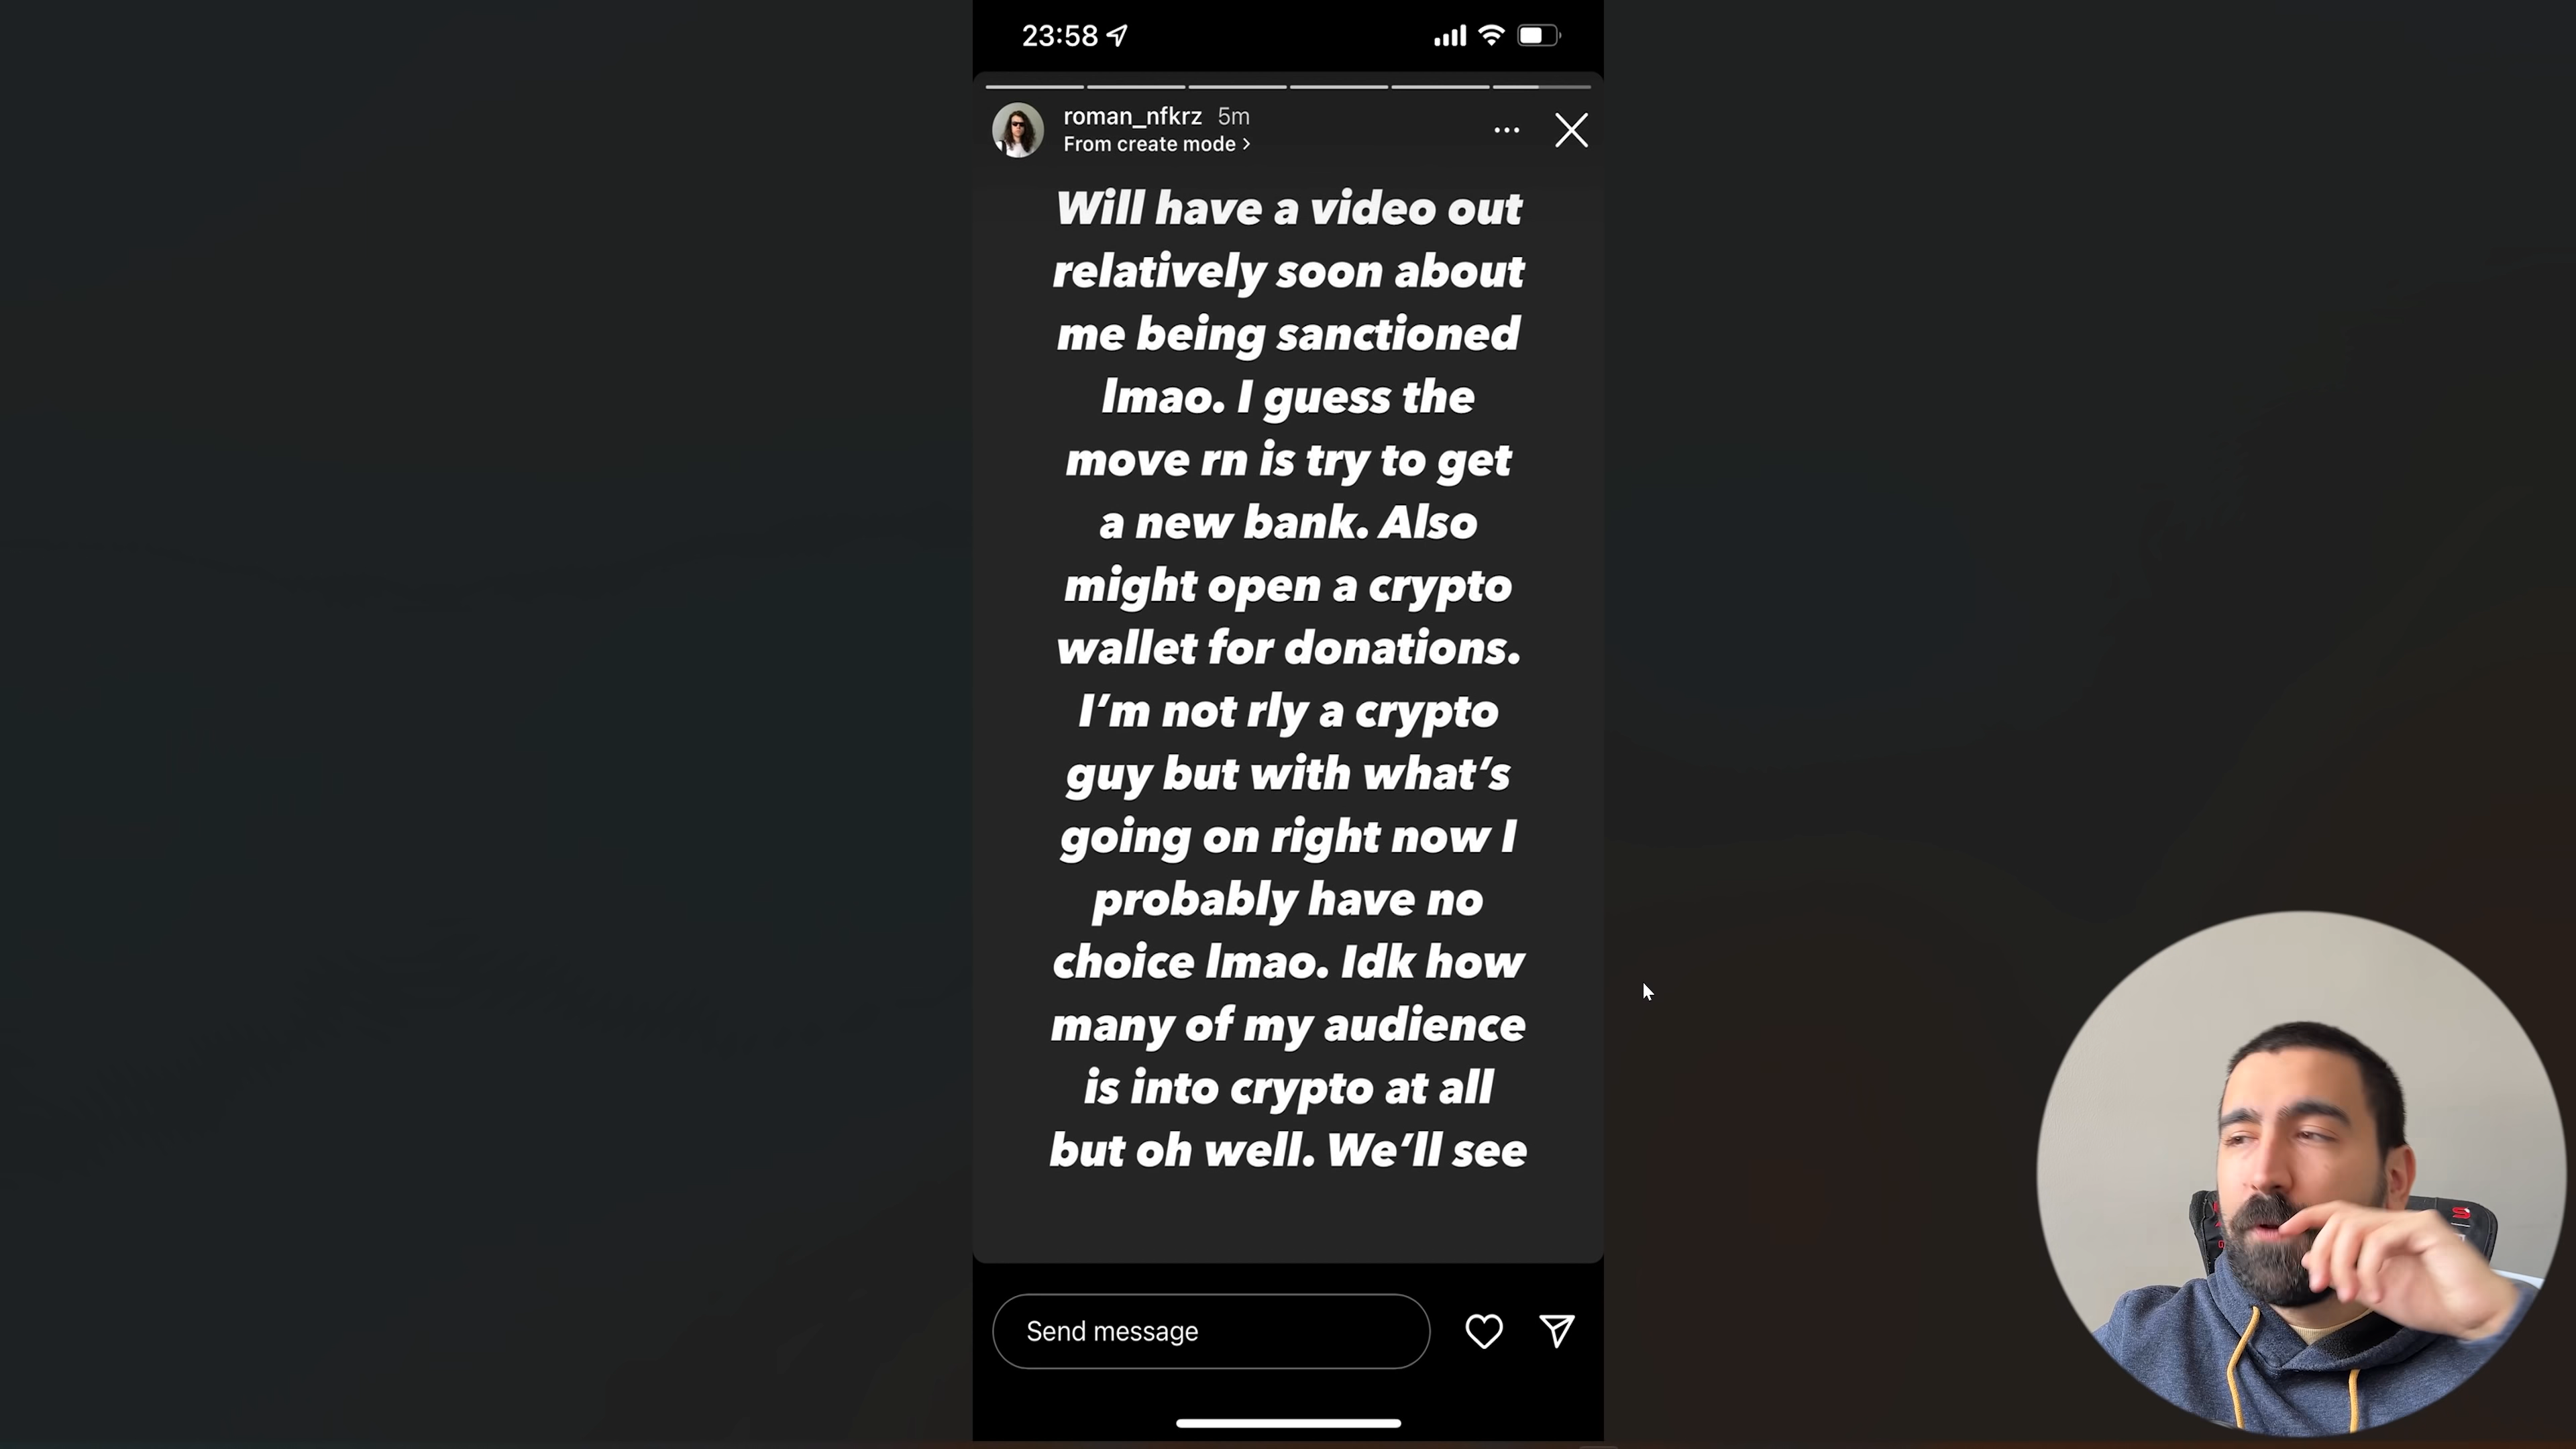 23:58
roman_nfkrz 5m
From create mode >
Will have a video out
relatively soon about
me being sanctioned
lmao. I guess the
move rn is try to get
a new bank. Also
might open a crypto
wallet for donations.
I'm not rly a crypto
guy but with what's
going on right now I
probably have no
choice lmao. Idk how
many of my audience
is into crypto at all
but oh well. We'll see
Send message